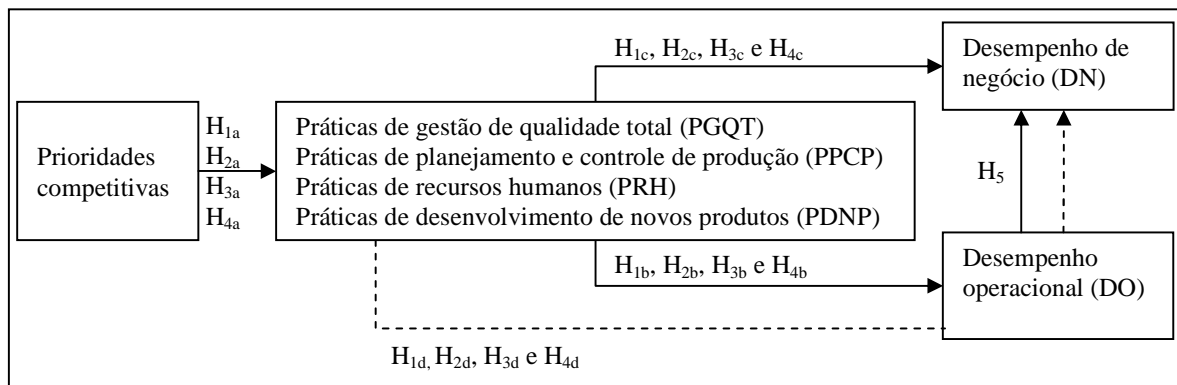 Prioridades
competitivas
H1a
H2a
H3a
H4a
Práticas de gestão de qualidade total (PGQT)
Práticas de planejamento e controle de produção (PPCP)
Práticas de recursos humanos (PRH)
Práticas de desenvolvimento de novos produtos (PDNP)
H1c, H2c, H3c e H4c
Desempenho de
negócio (DN)
H5
H1b, H2b, H3b e H4b
Desempenho
operacional (DO)
H1d, H2d, H3d e H4d